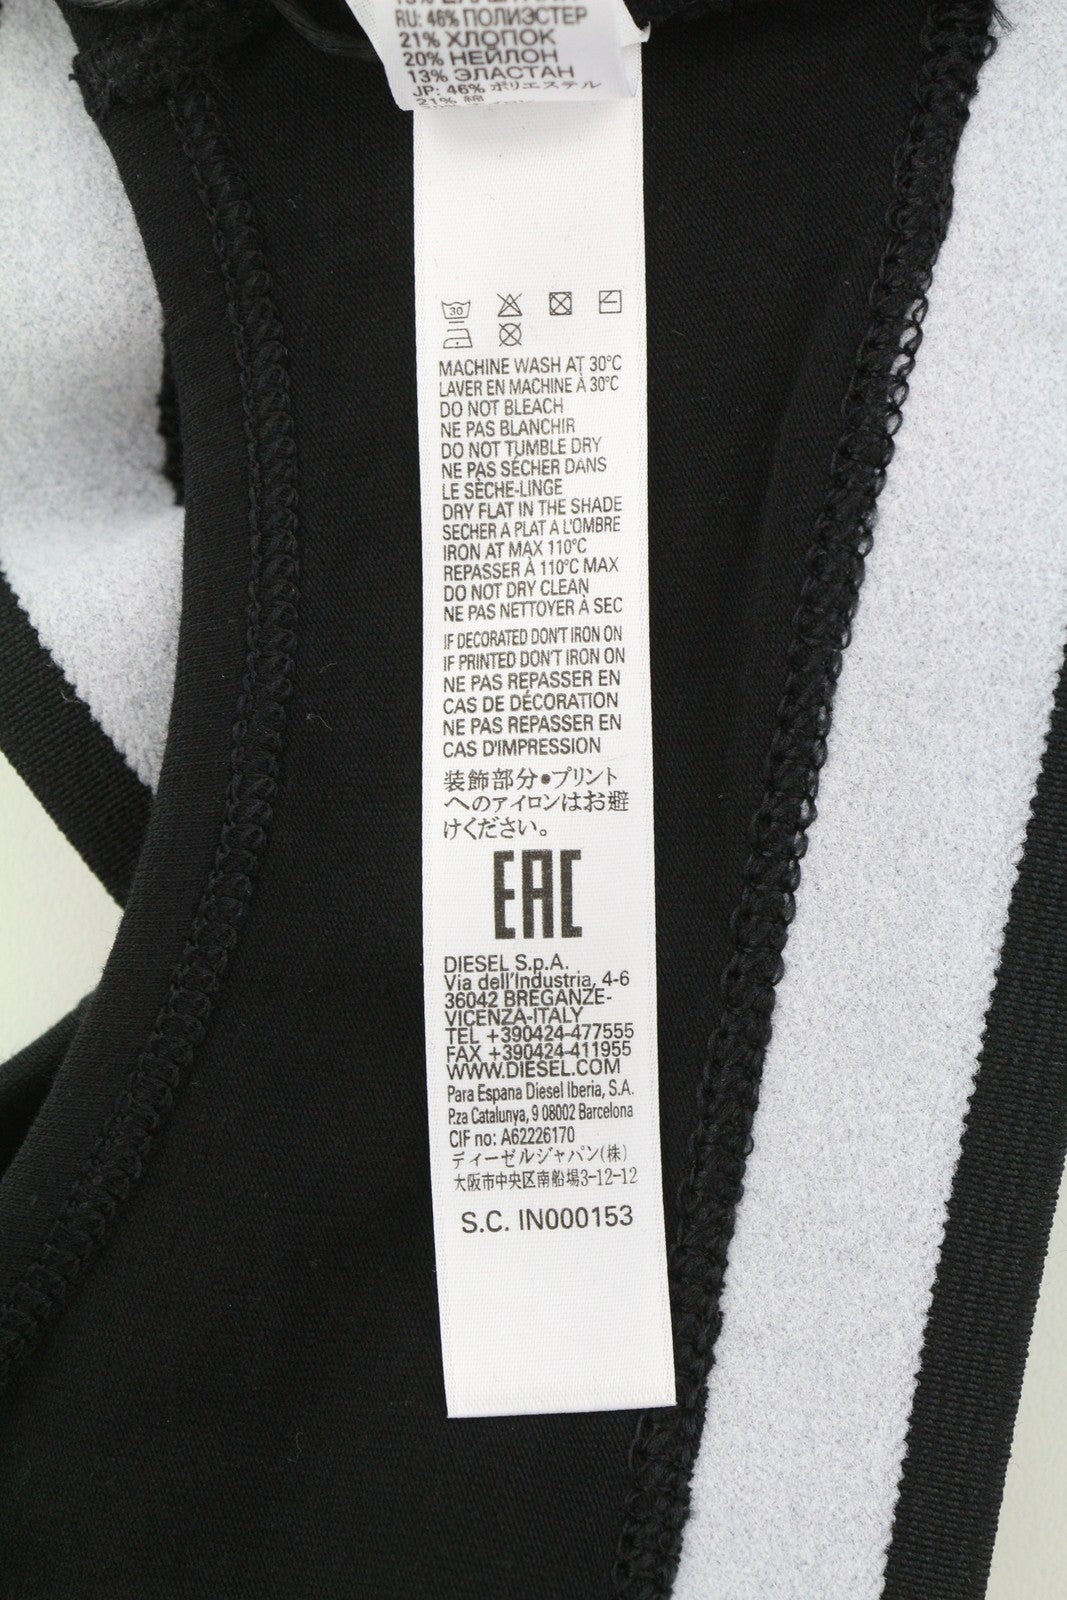 RU: 46% ПОЛИЭСТЕР
21% ХЛОПОК
20% НЕЙЛОН
13% ЭЛАСТАН
JP: 46% ポリエステル
21% 綿
30
MACHINE WASH AT 30°C
LAVER EN MACHINE À 30°C
DO NOT BLEACH
NE PAS BLANCHIR
DO NOT TUMBLE DRY
NE PAS SÉCHER DANS
LE SÈCHE-LINGE
DRY FLAT IN THE SHADE
SECHER A PLAT A L'OMBRE
IRON AT MAX 110°C
REPASSER À 110°C MAX
DO NOT DRY CLEAN
NE PAS NETTOYER À SEC
IF DECORATED DON'T IRON ON
IF PRINTED DON'T IRON ON
NE PAS REPASSER EN
CAS DE DÉCORATION
NE PAS REPASSER EN
CAS D'IMPRESSION
装飾部分●プリント
へのアイロンはお避
けください。
EAC
DIESEL S.p.A.
Via dell'Industria, 4-6
36042 BREGANZE-
VICENZA-ITALY
TEL +390424-477555
FAX +390424-411955
WWW.DIESEL.COM
Para Espana Diesel Iberia, S.A.
P.za Catalunya, 9 08002 Barcelona
CIF no: A62226170
ディーゼルジャパン(株)
大阪市中央区南船場3-12-12
S.C. IN000153